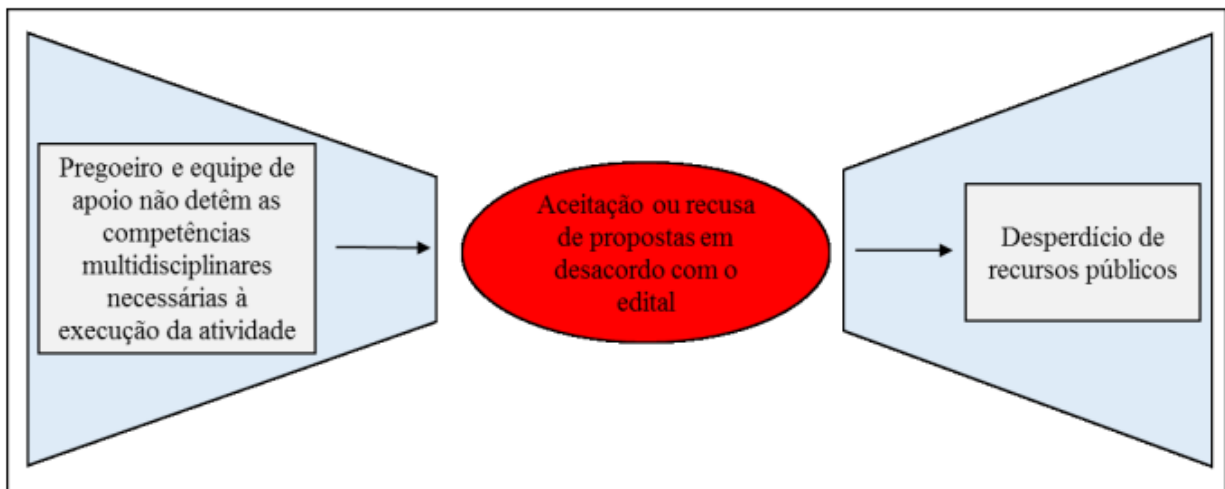 Pregoeiro e equipe de
apoio não detêm as
competências
multidisciplinares
necessárias à
execução da atividade
Aceitação ou recusa
de propostas em
desacordo com o
edital
Desperdício de
recursos públicos